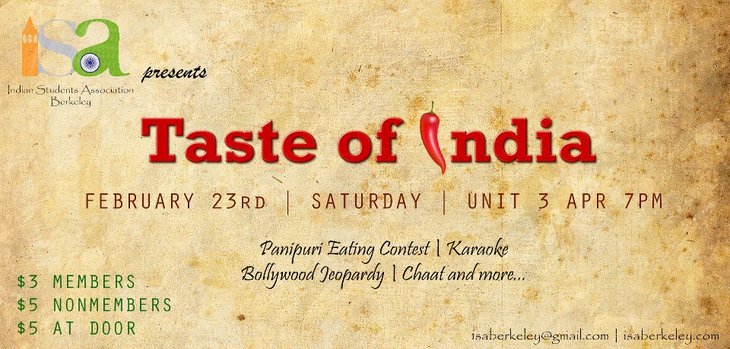 isa
Indian Students Association
Berkeley
presents
Taste of India
FEBRUARY 23RD | SATURDAY | UNIT 3 APR 7PM
Panipuri Eating Contest | Karaoke
Bollywood Jeopardy | Chaat and more...
$3 MEMBERS
$5 NONMEMBERS
$5 AT DOOR
isaberkeley@gmail.com | isaberkeley.com